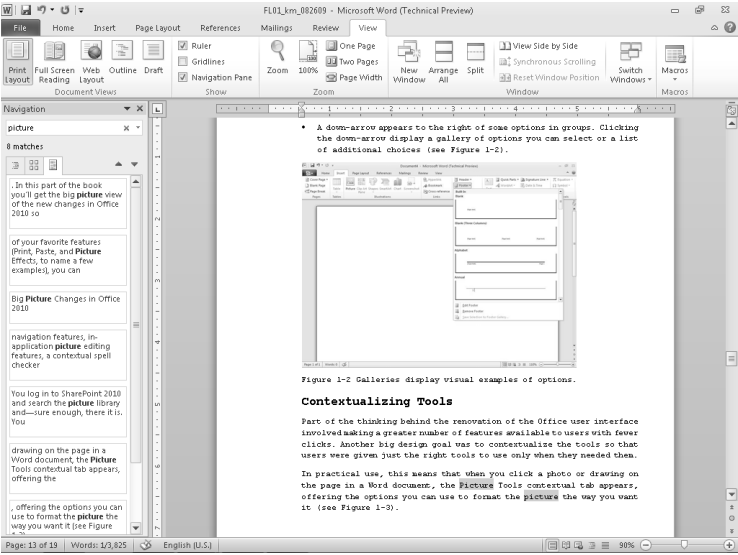 FL01_km_082609 - Microsoft Word (Technical Preview)
File Home Insert Page Layout References Mailings Review View
Print Layout
Full Screen Reading
Web Layout
Outline
Draft
Document Views
Ruler
Gridlines
Navigation Pane
Show
Zoom
100%
One Page
Two Pages
Page Width
Zoom
New Window
Arrange All
Split
View Side by Side
Synchronous Scrolling
Reset Window Position
Window
Switch Windows
Macros
Macros
Navigation
picture
8 matches
. In this part of the book
you'll get the big picture view
of the new changes in Office
2010 so
of your favorite features
(Print, Paste, and Picture
Effects, to name a few
examples), you can
Big Picture Changes in Office
2010
navigation features, in-
application picture editing
features, a contextual spell
checker
You log in to SharePoint 2010
and search the picture library
and—sure enough, there it is.
You
drawing on the page in a
Word document, the Picture
Tools contextual tab appears,
offering the
, offering the options you can
use to format the picture the
way you want it (see Figure
• A down-arrow appears to the right of some options in groups. Clicking
the down-arrow display a gallery of options you can select or a list
of additional choices (see Figure 1-2).
Figure 1-2 Galleries display visual examples of options.
Contextualizing Tools
Part of the thinking behind the renovation of the Office user interface
involved making a greater number of features available to users with fewer
clicks. Another big design goal was to contextualize the tools so that
users were given just the right tools to use only when they needed them.
In practical use, this means that when you click a photo or drawing on
the page in a Word document, the Picture Tools contextual tab appears,
offering the options you can use to format the picture the way you want
it (see Figure 1-3).
Page: 13 of 19 Words: 1/3,825 English (U.S.) 90%